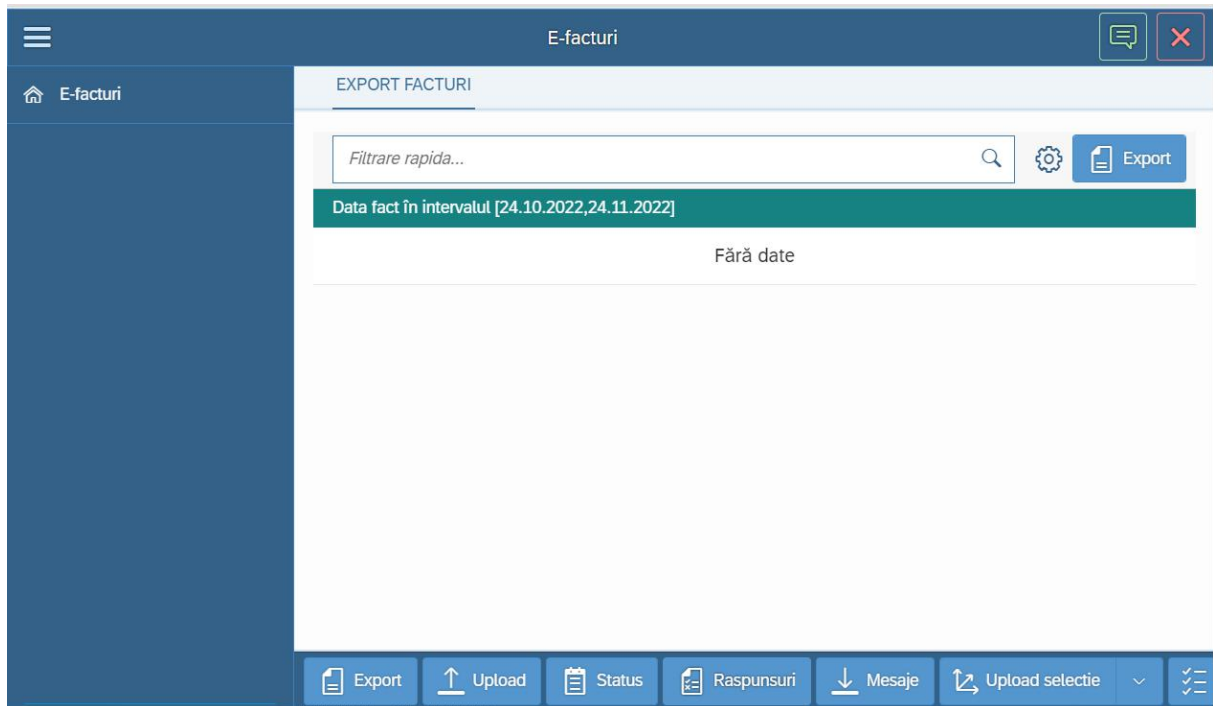 E-facturi
E-facturi
EXPORT FACTURI
Filtrare rapida...
Export
Data fact în intervalul [24.10.2022,24.11.2022]
Fără date
Export Upload Status Raspunsuri Mesaje Upload selectie